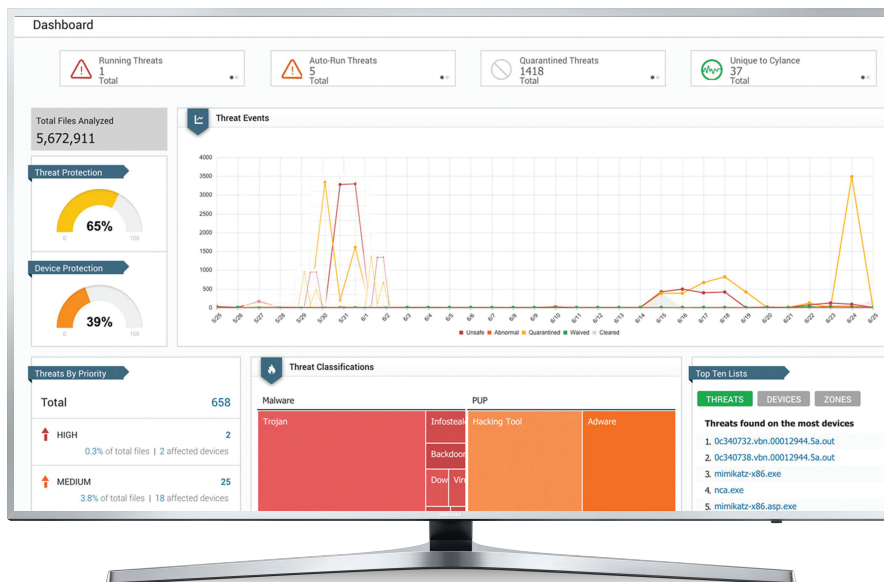 Dashboard
Running Threats
1
Total
Auto-Run Threats
5
Total
Quarantined Threats
1418
Total
Unique to Cylance
37
Total
Total Files Analyzed
5,672,911
Threat Protection
65%
0 100
Device Protection
39%
0 100
Threat Events
4000
3500
3000
2500
2000
1500
1000
500
0
5/25 5/26 5/27 5/28 5/29 5/30 5/31 6/1 6/2 6/3 6/4 6/5 6/6 6/7 6/8 6/9 6/10 6/11 6/12 6/13 6/14 6/15 6/16 6/17 6/18 6/19 6/20 6/21 6/22 6/23 6/24 6/25
Unsafe Abnormal Quarantined Waived Cleared
Threats By Priority
Total 658
HIGH 2
0.3% of total files | 2 affected devices
MEDIUM 25
3.8% of total files | 18 affected devices
Threat Classifications
Malware PUP
Trojan
Infosteal
Backdoor
Dow Vir
Hacking Tool
Adware
Top Ten Lists
THREATS DEVICES ZONES
Threats found on the most devices
1. 0c340732.vbn.00012944.5a.out
2. 0c340738.vbn.00012944.5a.out
3. mimikatz-x86.exe
4. nca.exe
5. mimikatz-x86.asp.exe